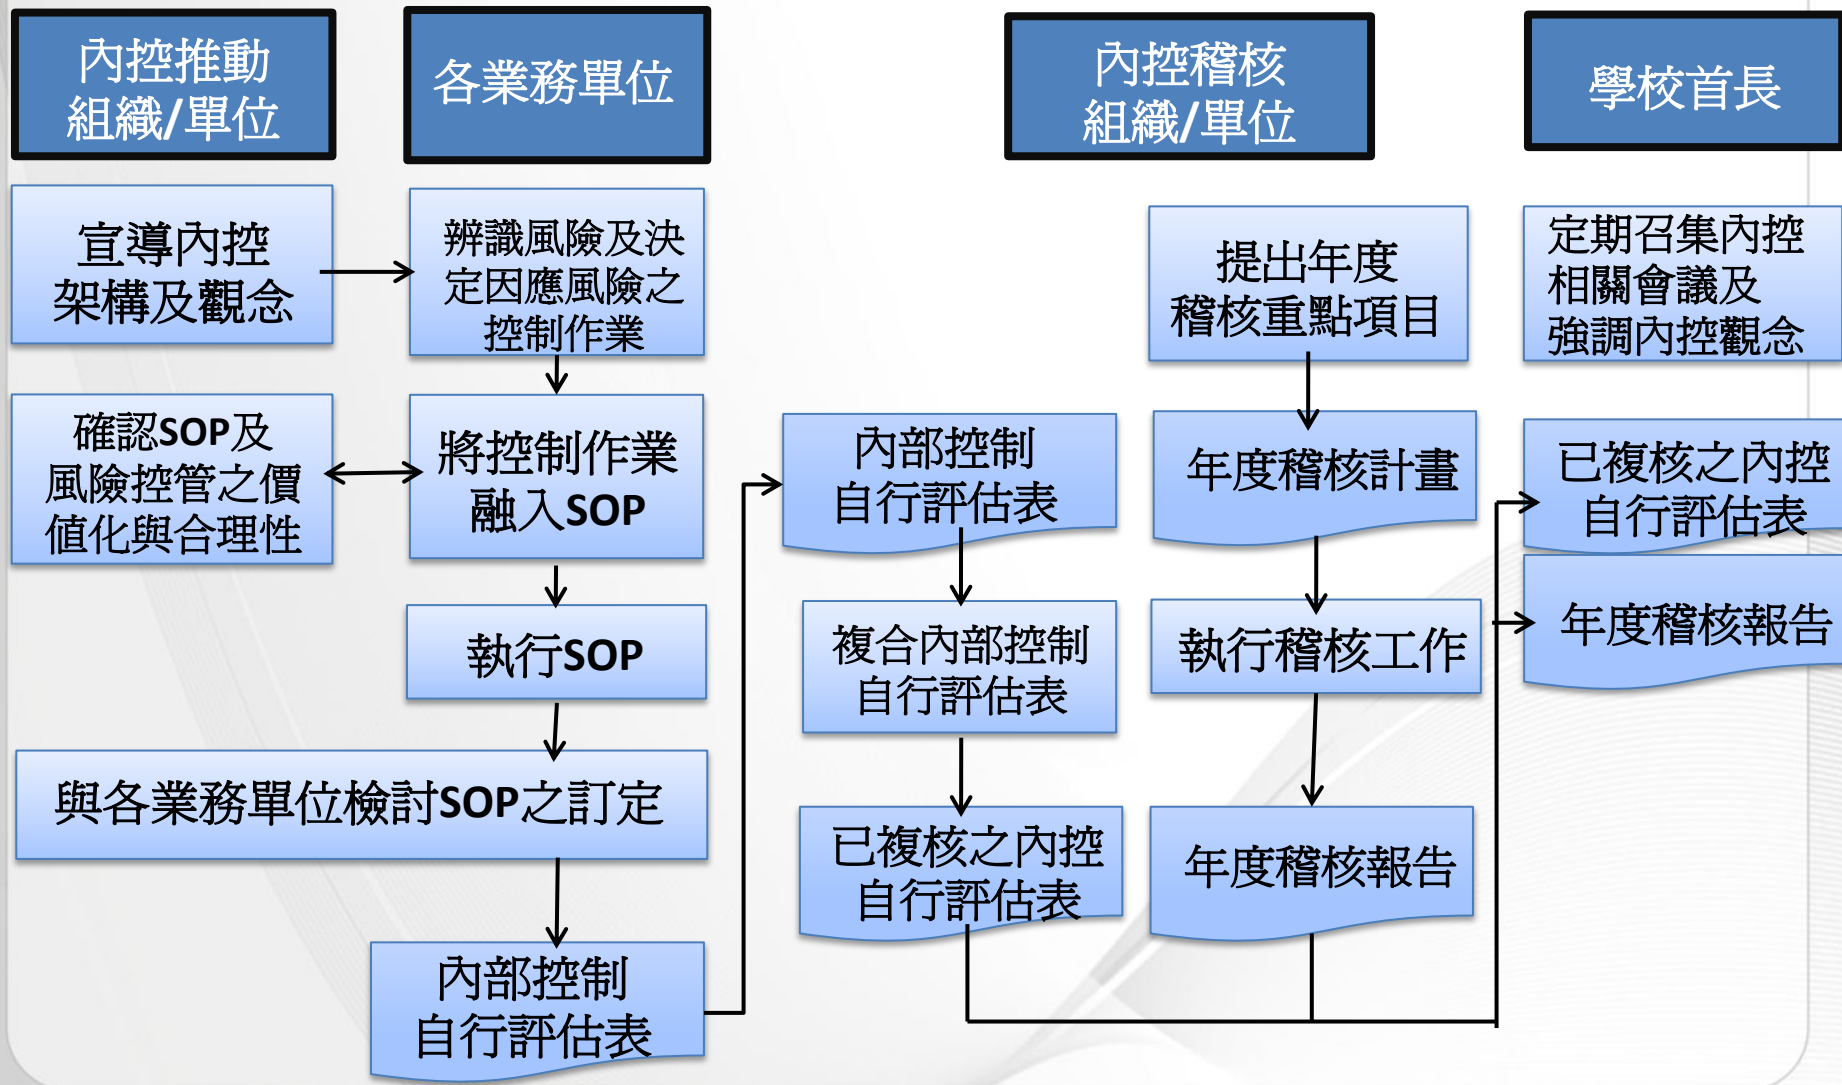 內控推動
組織/單位
各業務單位
內控稽核
組織/單位
學校首長
宣導內控
架構及觀念
辨識風險及決
定因應風險之
控制作業
提出年度
稽核重點項目
定期召集內控
相關會議及
強調內控觀念
確認SOP及
風險控管之價
值化與合理性
將控制作業
融入SOP
內部控制
自行評估表
年度稽核計畫
已複核之內控
自行評估表
執行SOP
複合內部控制
自行評估表
執行稽核工作
年度稽核報告
與各業務單位檢討SOP之訂定
已複核之內控
自行評估表
年度稽核報告
內部控制
自行評估表